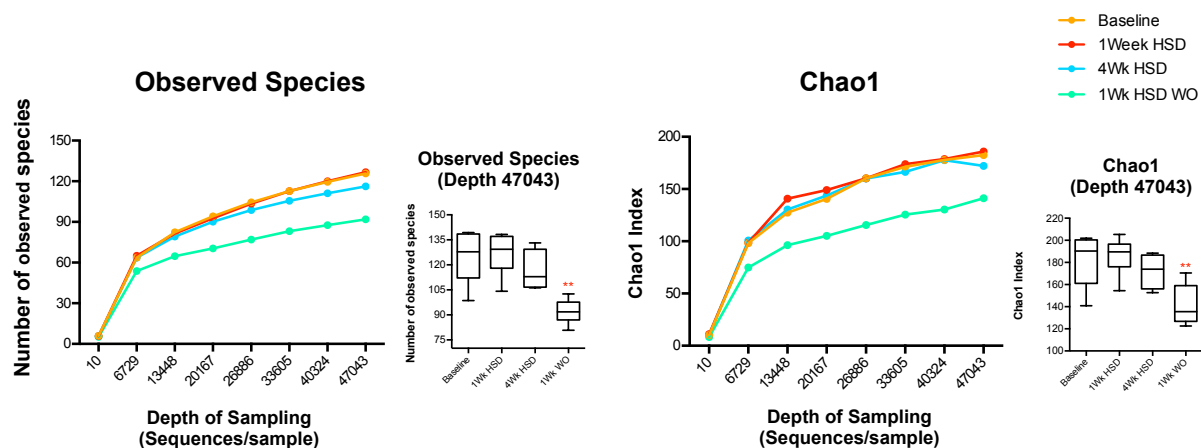 Baseline
1Week HSD
4Wk HSD
1Wk HSD WO
Observed Species
Number of observed species
150
120
90
60
30
0
10
6729
13448
20167
26886
33605
40324
47043
Depth of Sampling
(Sequences/sample)
Observed Species
(Depth 47043)
Number of observed species
150
135
120
105
90
75
**
Baseline
1Wk HSD
4Wk HSD
1Wk WO
Chao1
Chao1 Index
200
150
100
50
0
10
6729
13448
20167
26886
33605
40324
47043
Depth of Sampling
(Sequences/sample)
Chao1
(Depth 47043)
Chao1 Index
220
200
180
160
140
120
100
**
Baseline
1Wk HSD
4Wk HSD
1Wk WO